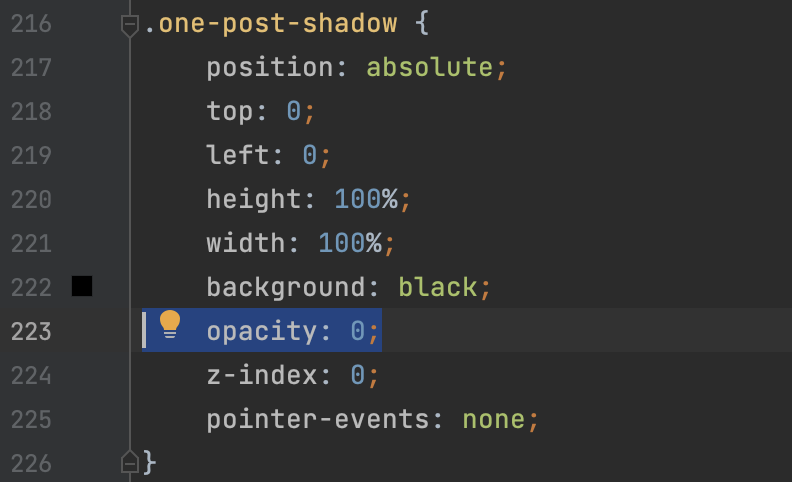 216 .one-post-shadow {
217 position: absolute;
218 top: 0;
219 left: 0;
220 height: 100%;
221 width: 100%;
222 background: black;
223 opacity: 0;
224 z-index: 0;
225 pointer-events: none;
226 }